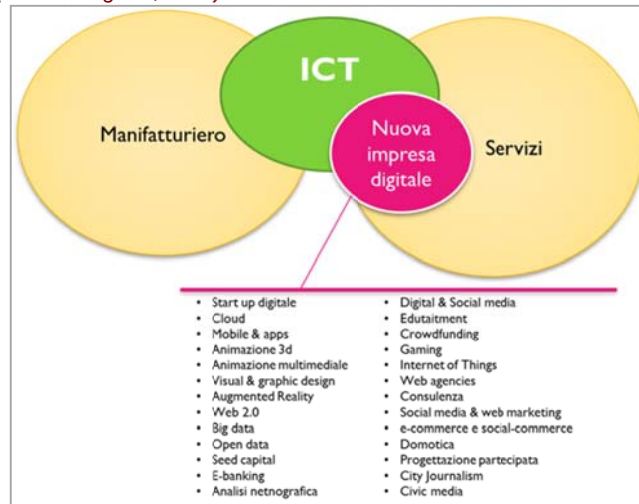 ICT
Manifatturiero
Nuova
impresa
digitale
Servizi
• Start up digitale
• Cloud
• Mobile & apps
• Animazione 3d
• Animazione multimediale
• Visual & graphic design
• Augmented Reality
• Web 2.0
• Big data
• Open data
• Seed capital
• E-banking
• Analisi netnografica
• Digital & Social media
• Edutaitment
• Crowdfunding
• Gaming
• Internet of Things
• Web agencies
• Consulenza
• Social media & web marketing
• e-commerce e social-commerce
• Domotica
• Progettazione partecipata
• City Journalism
• Civic media